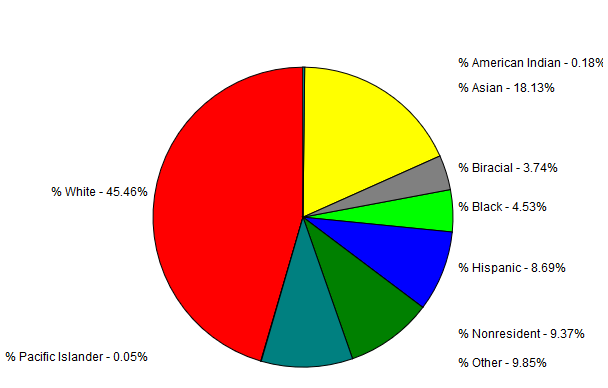 % American Indian - 0.18%
% Asian - 18.13%
% Biracial - 3.74%
% White - 45.46%
% Black - 4.53%
% Hispanic - 8.69%
% Nonresident - 9.37%
% Pacific Islander - 0.05%
% Other - 9.85%